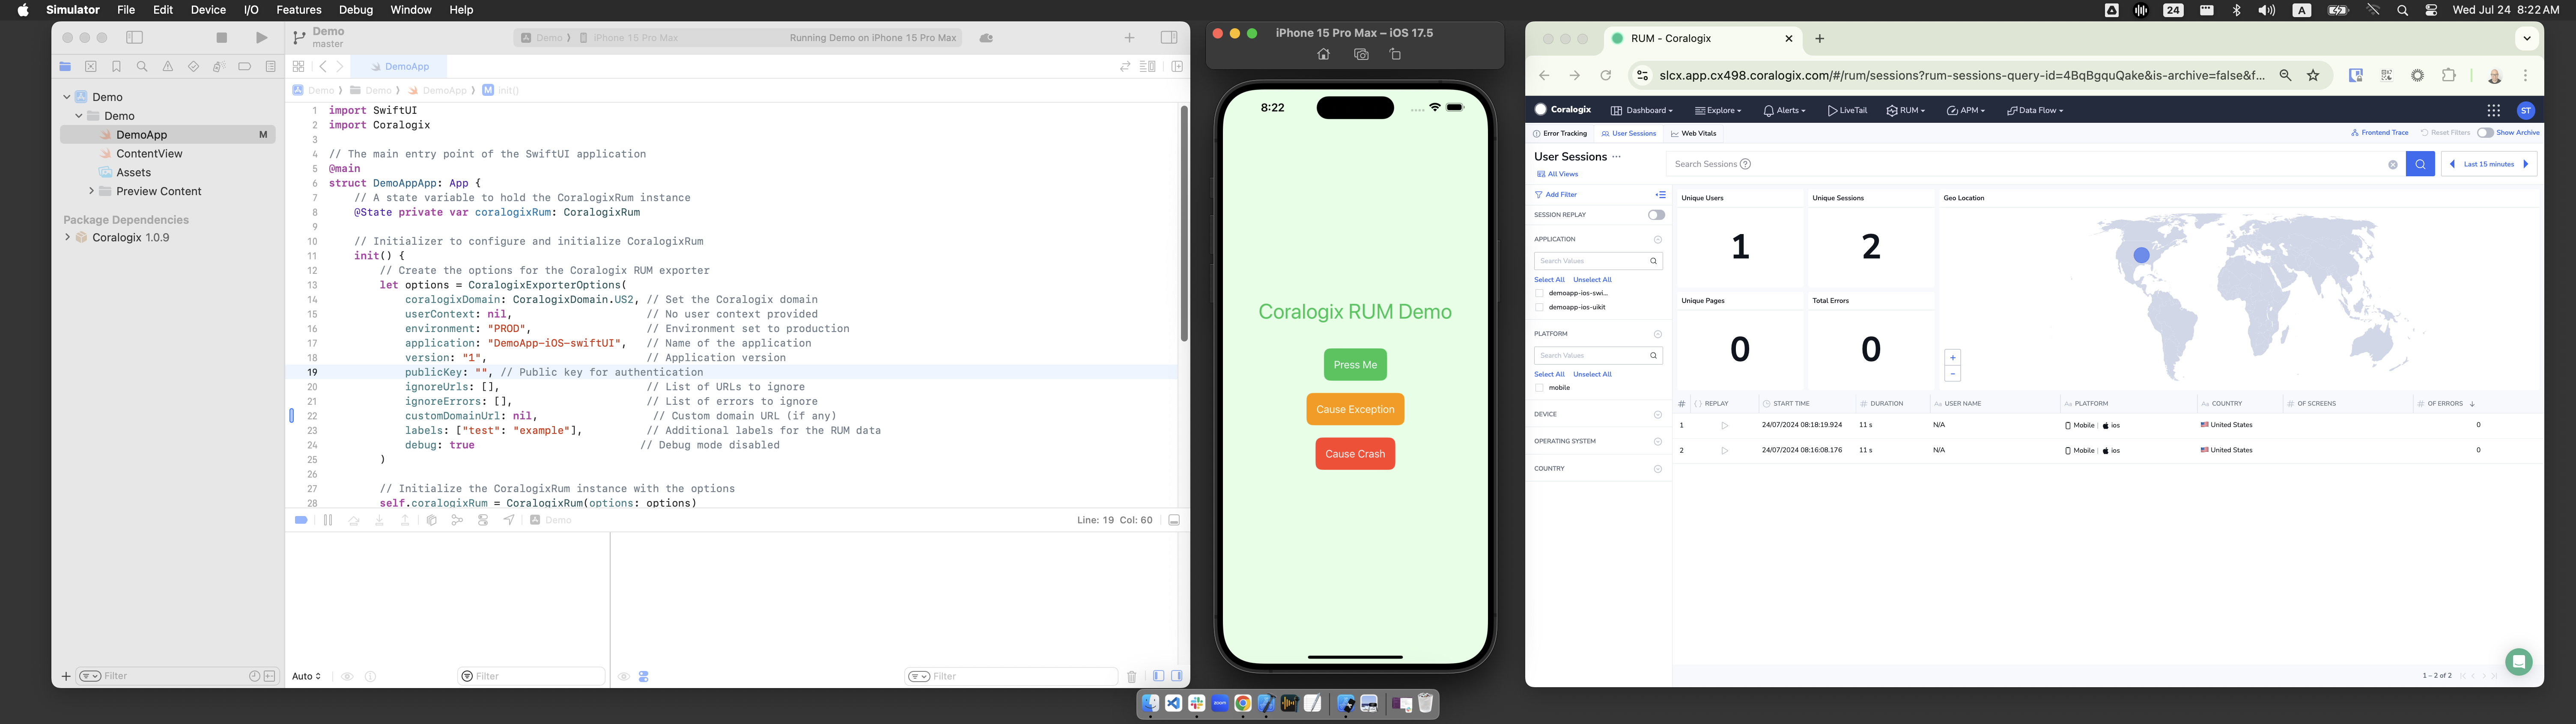 Simulator File Edit Device I/O Features Debug Window Help
24
A
Wed Jul 24 8:22 AM
Demo
master
Demo ⟩ iPhone 15 Pro Max
Running Demo on iPhone 15 Pro Max
DemoApp
Demo ⟩ Demo ⟩ DemoApp ⟩ M init()
Demo
Demo
DemoApp M
ContentView
Assets
Preview Content
Package Dependencies
Coralogix 1.0.9
1 import SwiftUI
2 import Coralogix
3
4 // The main entry point of the SwiftUI application
5 @main
6 struct DemoAppApp: App {
7 // A state variable to hold the CoralogixRum instance
8 @State private var coralogixRum: CoralogixRum
9
10 // Initializer to configure and initialize CoralogixRum
11 init() {
12 // Create the options for the Coralogix RUM exporter
13 let options = CoralogixExporterOptions(
14 coralogixDomain: CoralogixDomain.US2, // Set the Coralogix domain
15 userContext: nil, // No user context provided
16 environment: "PROD", // Environment set to production
17 application: "DemoApp-iOS-swiftUI", // Name of the application
18 version: "1", // Application version
19 publicKey: "", // Public key for authentication
20 ignoreUrls: [], // List of URLs to ignore
21 ignoreErrors: [], // List of errors to ignore
22 customDomainUrl: nil, // Custom domain URL (if any)
23 labels: ["test": "example"], // Additional labels for the RUM data
24 debug: true // Debug mode disabled
25 )
26
27 // Initialize the CoralogixRum instance with the options
28 self.coralogixRum = CoralogixRum(options: options)
Demo
Line: 19 Col: 60
Filter
Auto
Filter
Filter
iPhone 15 Pro Max – iOS 17.5
8:22
Coralogix RUM Demo
Press Me
Cause Exception
Cause Crash
RUM - Coralogix
slcx.app.cx498.coralogix.com/#/rum/sessions?rum-sessions-query-id=4BqBgquQake&is-archive=false&f...
Coralogix Dashboard Explore Alerts LiveTail RUM APM Data Flow ST
Error Tracking User Sessions Web Vitals
Frontend Trace Reset Filters Show Archive
User Sessions ...
All Views
Search Sessions ?
Last 15 minutes
Add Filter
SESSION REPLAY
APPLICATION
Search Values
Select All Unselect All
demoapp-ios-swi...
demoapp-ios-uikit
PLATFORM
Search Values
Select All Unselect All
mobile
DEVICE
OPERATING SYSTEM
COUNTRY
Unique Users
1
Unique Sessions
2
Unique Pages
0
Total Errors
0
Geo Location
+
−
# REPLAY START TIME # DURATION Aa USER NAME Aa PLATFORM Aa COUNTRY # OF SCREENS # OF ERRORS
1 24/07/2024 08:18:19.924 11 s N/A Mobile | ios United States 0
2 24/07/2024 08:16:08.176 11 s N/A Mobile | ios United States 0
1 – 2 of 2
zoom